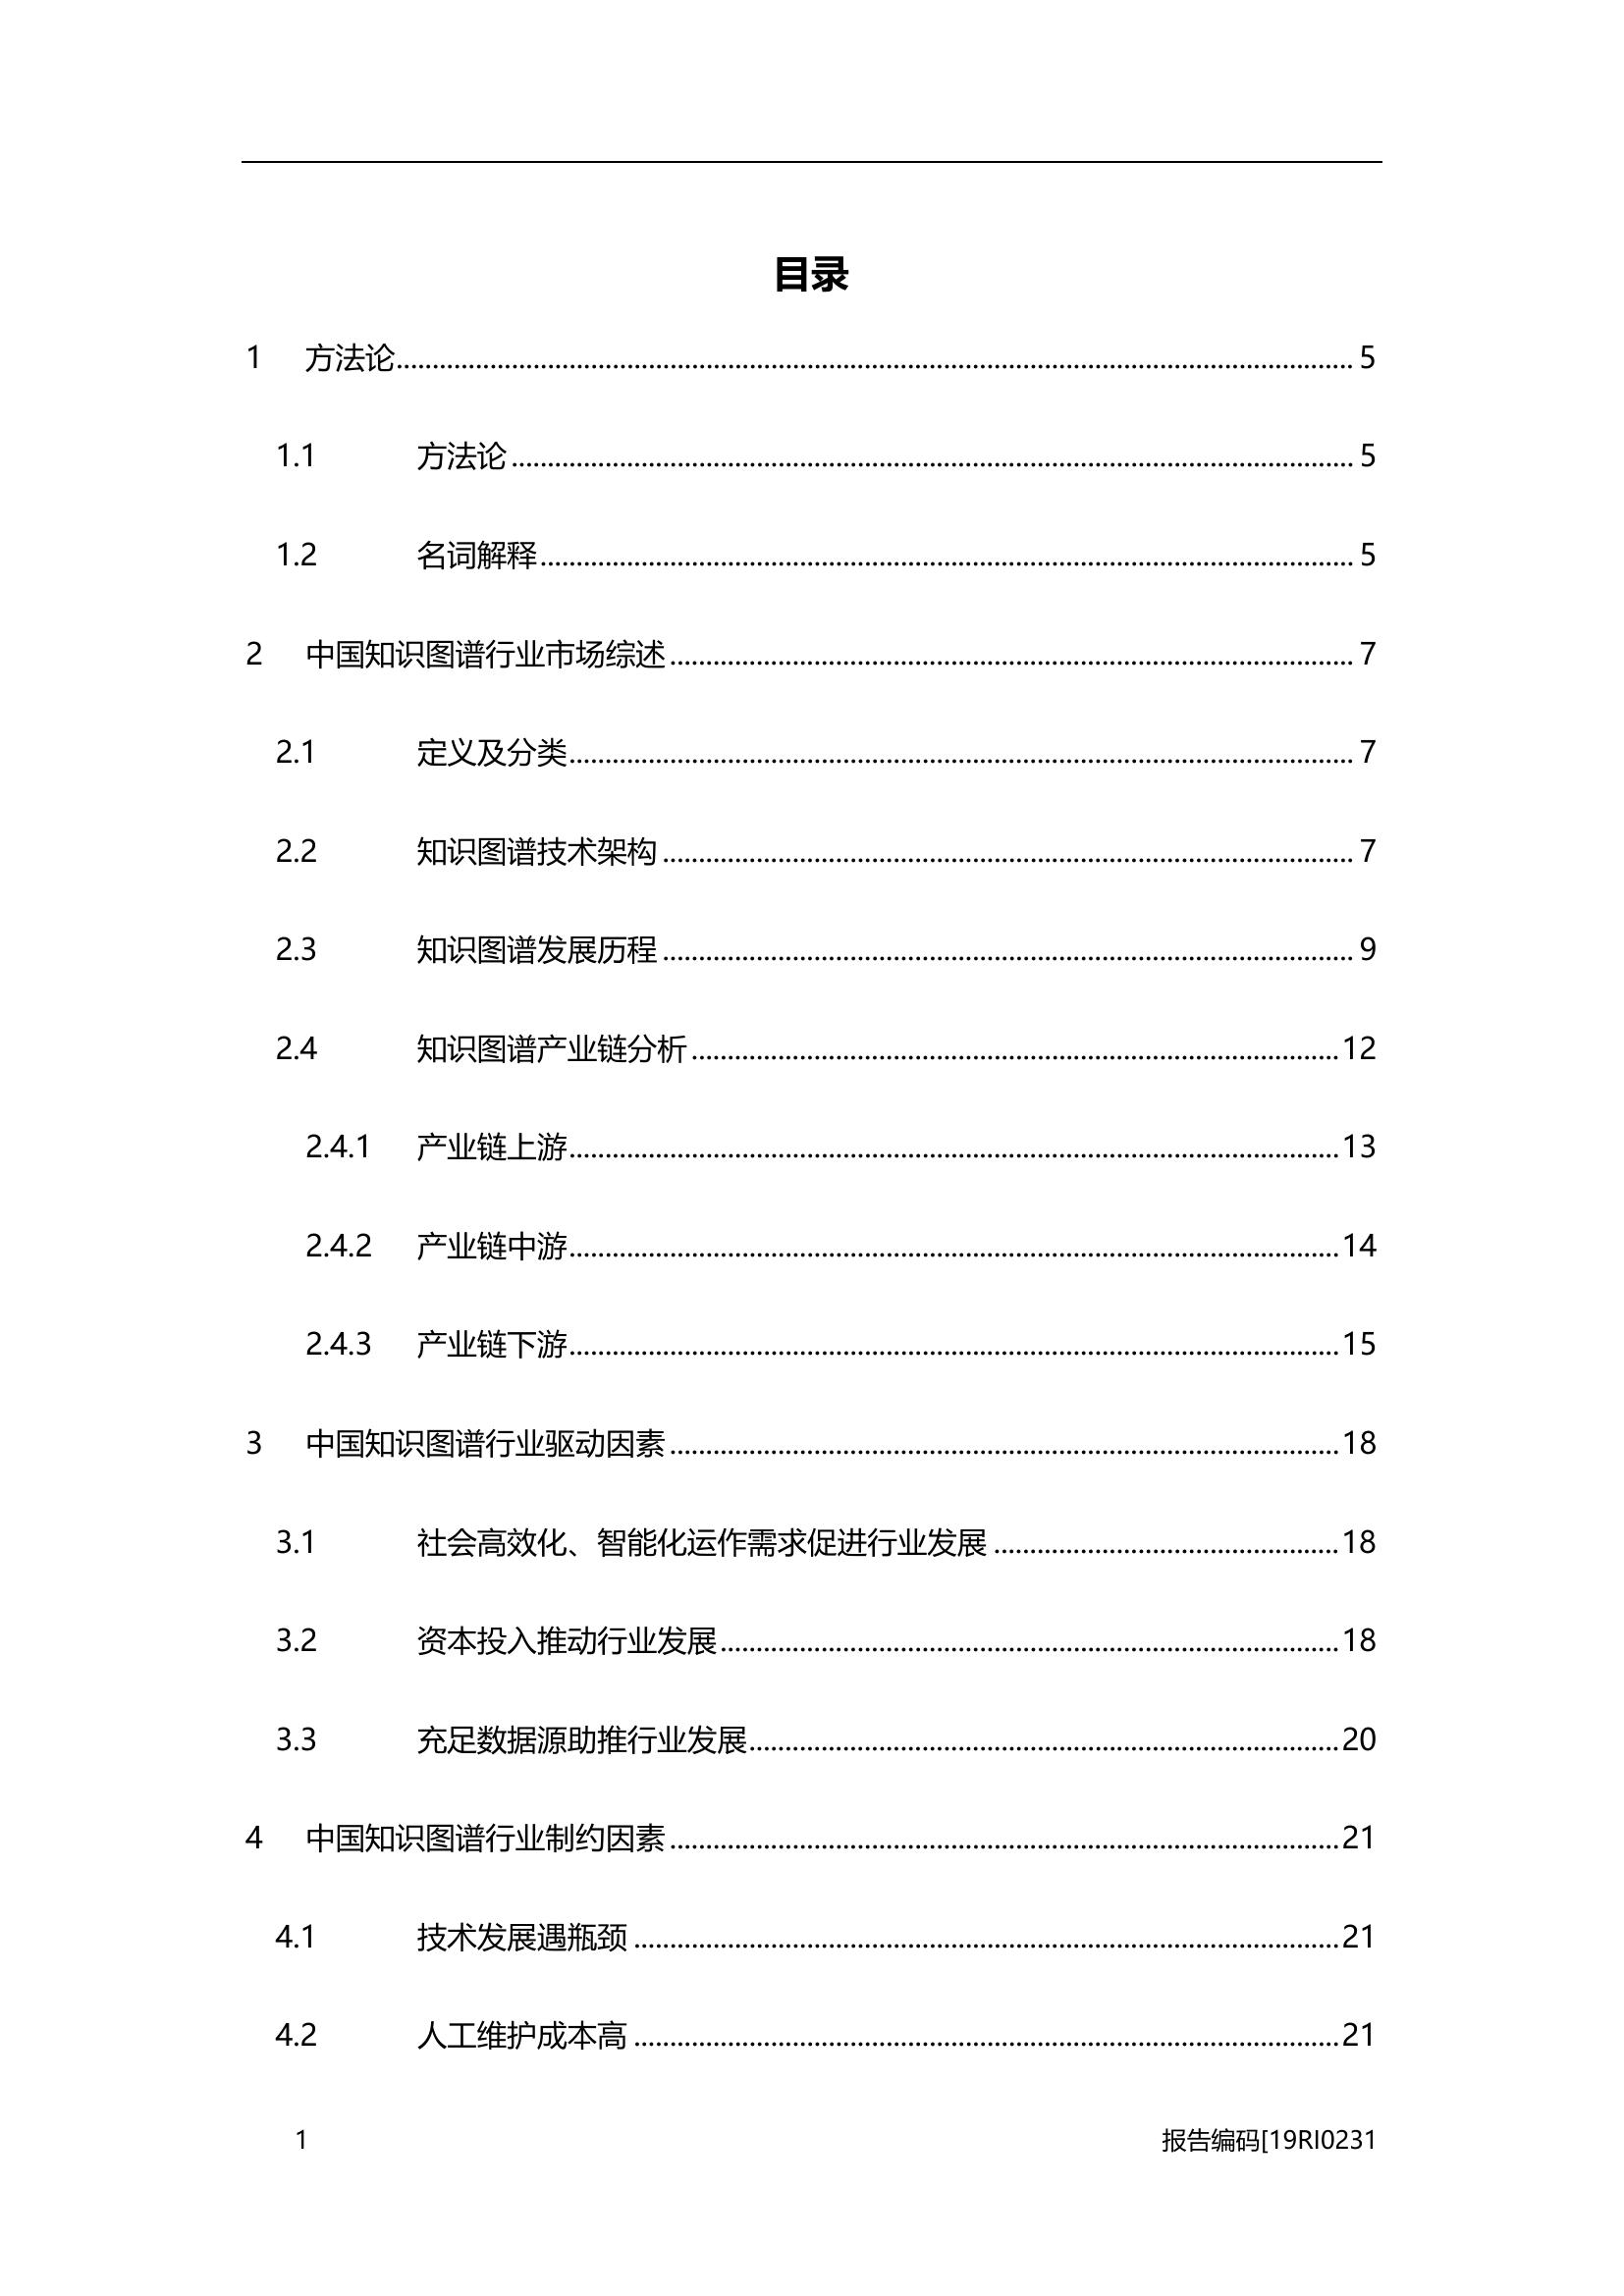 目录
1 方法论 5
1.1 方法论 5
1.2 名词解释 5
2 中国知识图谱行业市场综述 7
2.1 定义及分类 7
2.2 知识图谱技术架构 7
2.3 知识图谱发展历程 9
2.4 知识图谱产业链分析 12
2.4.1 产业链上游 13
2.4.2 产业链中游 14
2.4.3 产业链下游 15
3 中国知识图谱行业驱动因素 18
3.1 社会高效化、智能化运作需求促进行业发展 18
3.2 资本投入推动行业发展 18
3.3 充足数据源助推行业发展 20
4 中国知识图谱行业制约因素 21
4.1 技术发展遇瓶颈 21
4.2 人工维护成本高 21
1 报告编码[19RI0231